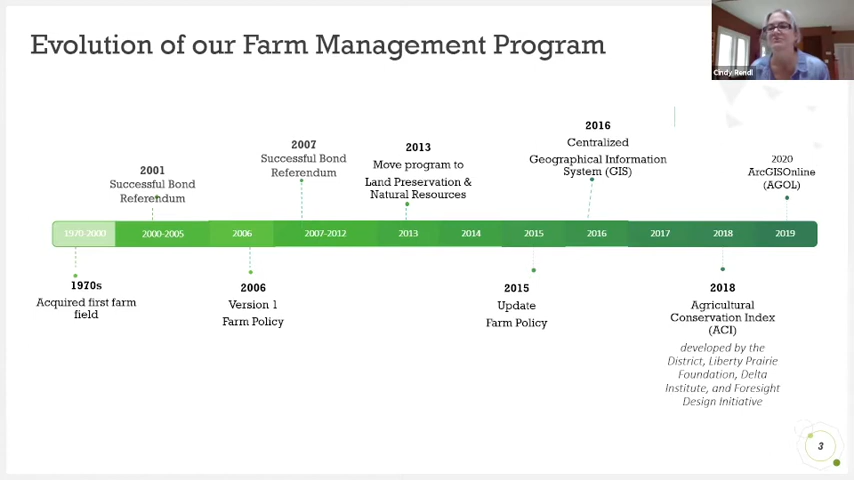 Evolution of our Farm Management Program
Cindy Rendl
2001
Successful Bond
Referendum
2007
Successful Bond
Referendum
2013
Move program to
Land Preservation &
Natural Resources
2016
Centralized
Geographical Information
System (GIS)
2020
ArcGISOnline
(AGOL)
1970-2000
2000-2005
2006
2007-2012
2013
2014
2015
2016
2017
2018
2019
1970s
Acquired first farm
field
2006
Version 1
Farm Policy
2015
Update
Farm Policy
2018
Agricultural
Conservation Index
(ACI)
developed by the
District, Liberty Prairie
Foundation, Delta
Institute, and Foresight
Design Initiative
3